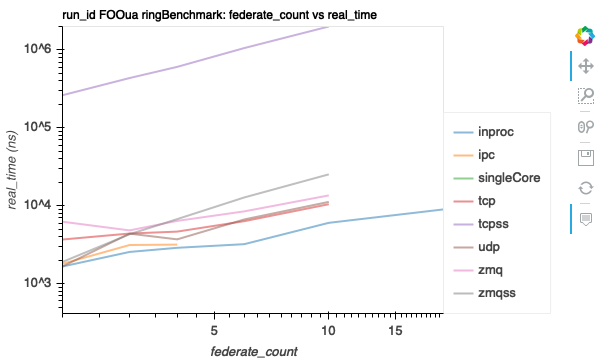 run_id FOOua ringBenchmark: federate_count vs real_time
real_time (ns)
10^6
10^5
10^4
10^3
5
10
15
federate_count
inproc
ipc
singleCore
tcp
tcpss
udp
zmq
zmqss